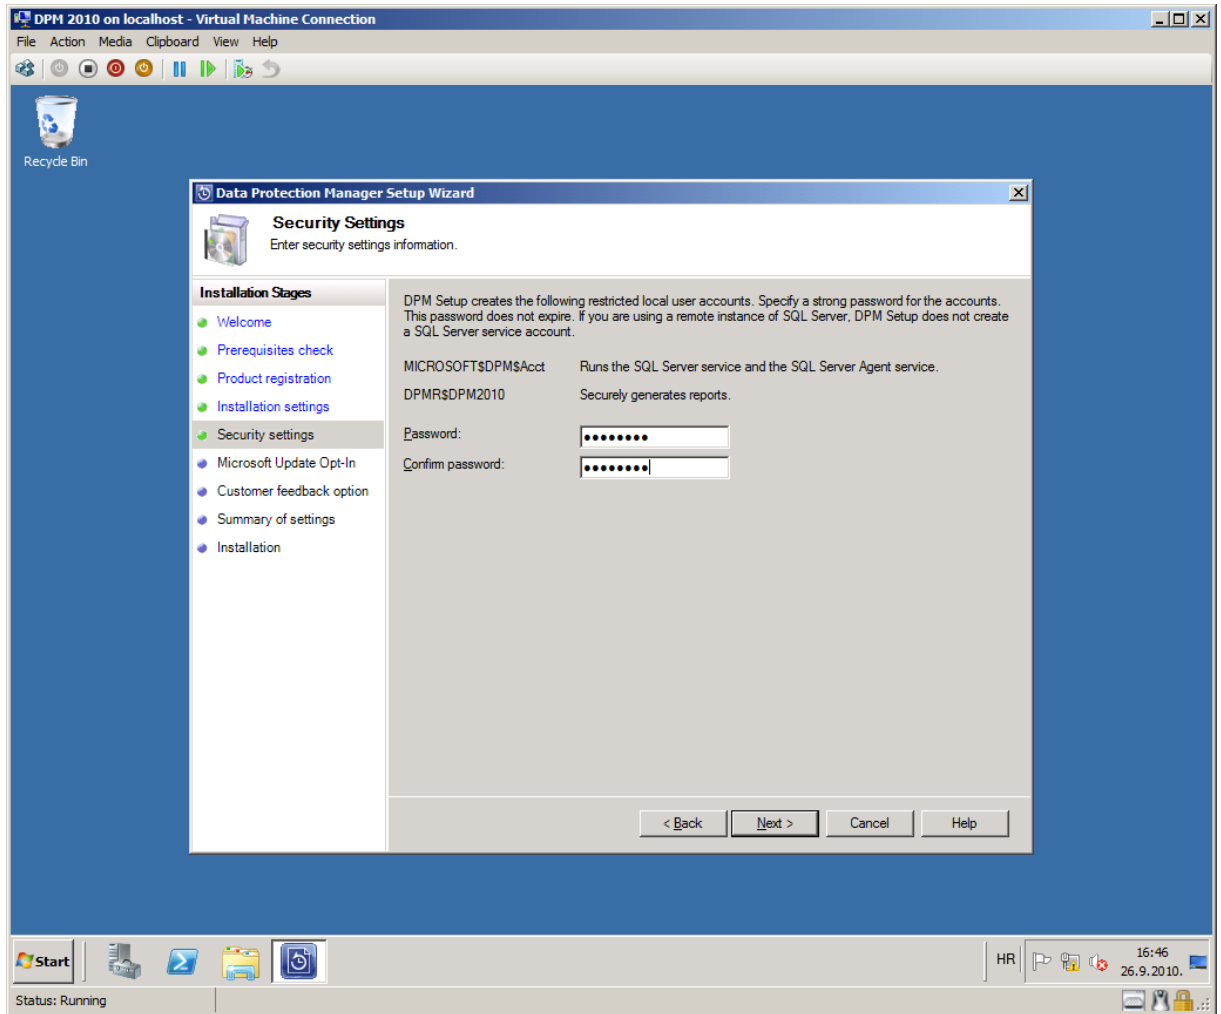 DPM 2010 on localhost - Virtual Machine Connection
File Action Media Clipboard View Help
Recycle Bin
Data Protection Manager Setup Wizard
Security Settings
Enter security settings information.
Installation Stages
Welcome
Prerequisites check
Product registration
Installation settings
Security settings
Microsoft Update Opt-In
Customer feedback option
Summary of settings
Installation
DPM Setup creates the following restricted local user accounts. Specify a strong password for the accounts.
This password does not expire. If you are using a remote instance of SQL Server, DPM Setup does not create
a SQL Server service account.
MICROSOFT$DPM$Acct Runs the SQL Server service and the SQL Server Agent service.
DPMR$DPM2010 Securely generates reports.
Password: ●●●●●●●●
Confirm password: ●●●●●●●●
< Back Next > Cancel Help
Start HR 16:46
26.9.2010.
Status: Running